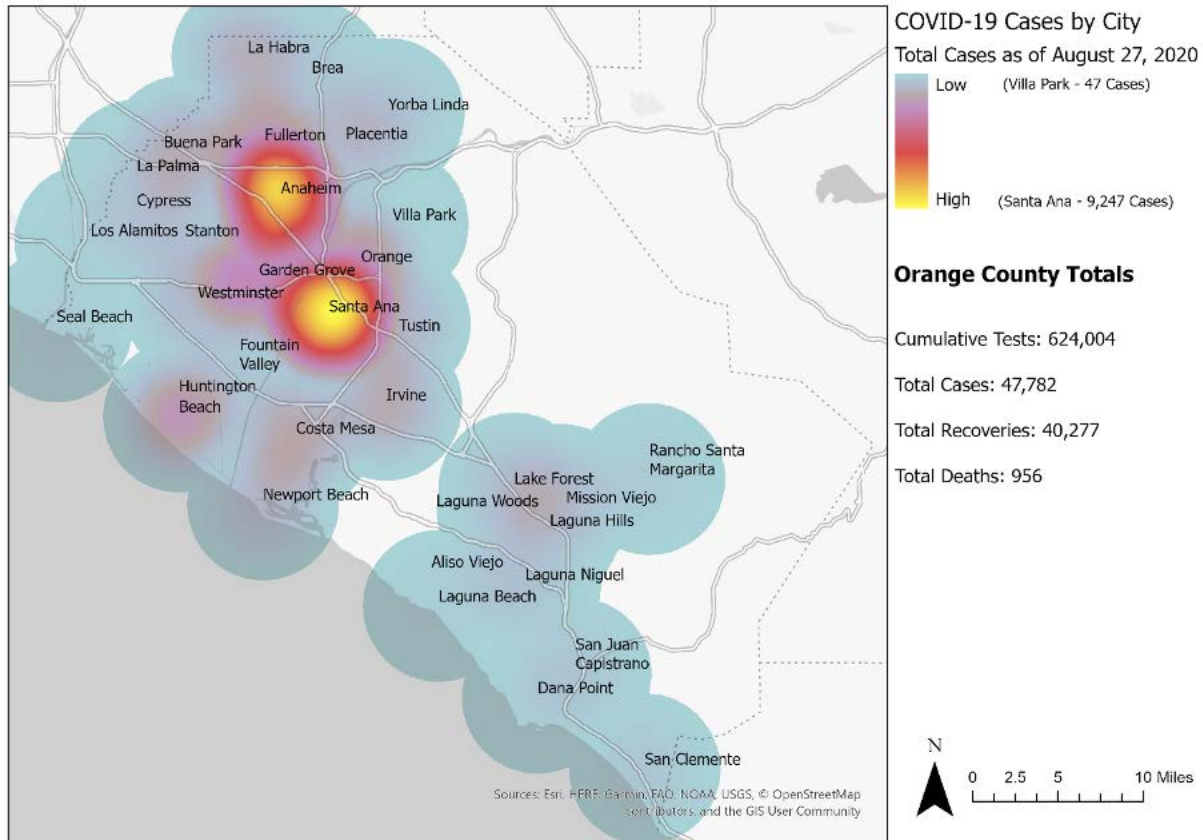 La Habra
Brea
Yorba Linda
Placentia
Fullerton
Buena Park
La Palma
Anaheim
Cypress
Villa Park
Los Alamitos Stanton
Orange
Garden Grove
Westminster
Santa Ana
Seal Beach
Tustin
Fountain
Valley
Huntington
Beach
Irvine
Costa Mesa
Newport Beach
Rancho Santa
Margarita
Lake Forest
Mission Viejo
Laguna Woods
Laguna Hills
Aliso Viejo
Laguna Niguel
Laguna Beach
San Juan
Capistrano
Dana Point
San Clemente
Sources: Esri, HERE, Garmin, FAO, NOAA, USGS, © OpenStreetMap
contributors, and the GIS User Community
COVID-19 Cases by City
Total Cases as of August 27, 2020
Low (Villa Park - 47 Cases)
High (Santa Ana - 9,247 Cases)
Orange County Totals
Cumulative Tests: 624,004
Total Cases: 47,782
Total Recoveries: 40,277
Total Deaths: 956
N
0 2.5 5 10 Miles